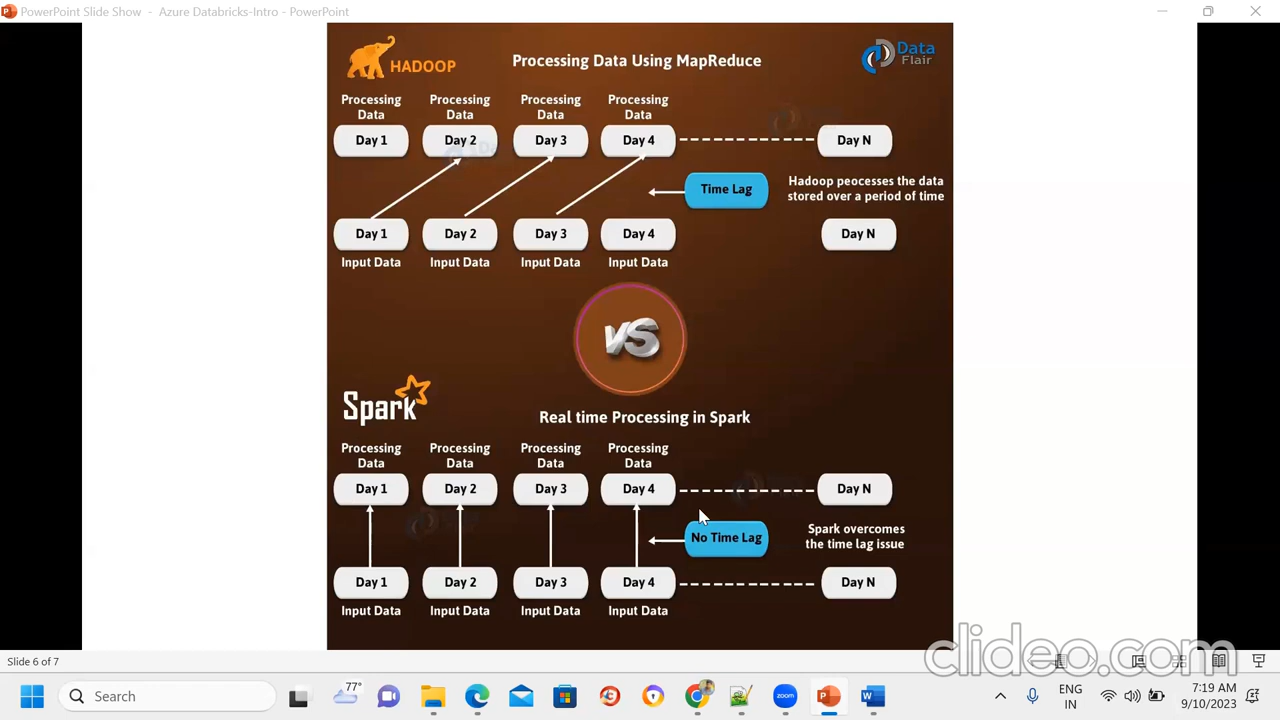 PowerPoint Slide Show - Azure Databricks-Intro - PowerPoint
HADOOP
Processing Data Using MapReduce
Data
Flair
Processing Processing Processing Processing
Data Data Data Data
Day 1 Day 2 Day 3 Day 4 Day N
Time Lag
Hadoop peocesses the data
stored over a period of time
Day 1 Day 2 Day 3 Day 4 Day N
Input Data Input Data Input Data Input Data
VS
Spark
Real time Processing in Spark
Processing Processing Processing Processing
Data Data Data Data
Day 1 Day 2 Day 3 Day 4 Day N
No Time Lag
Spark overcomes
the time lag issue
Day 1 Day 2 Day 3 Day 4 Day N
Input Data Input Data Input Data Input Data
clideo.com
Slide 6 of 7
Search
77°
zoom
ENG
IN
7:19 AM
9/10/2023